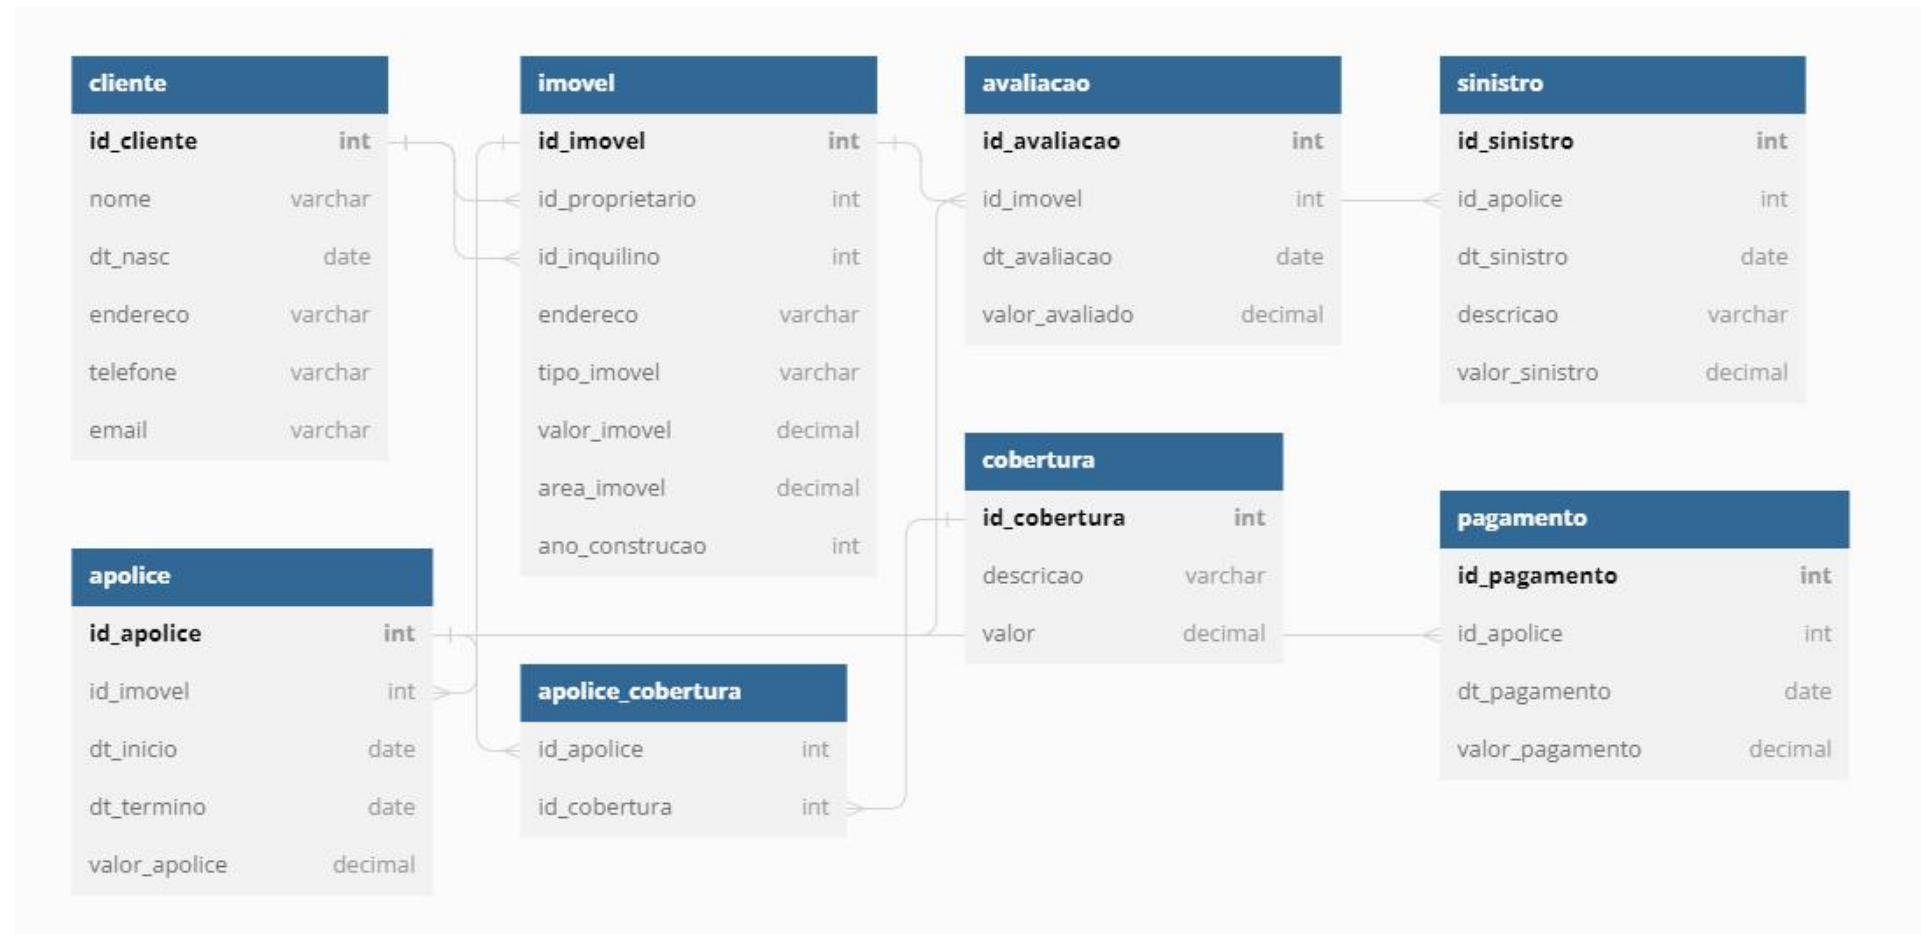 cliente
id_cliente int
nome varchar
dt_nasc date
endereco varchar
telefone varchar
email varchar
imovel
id_imovel int
id_proprietario int
id_inquilino int
endereco varchar
tipo_imovel varchar
valor_imovel decimal
area_imovel decimal
ano_construcao int
avaliacao
id_avaliacao int
id_imovel int
dt_avaliacao date
valor_avaliado decimal
sinistro
id_sinistro int
id_apolice int
dt_sinistro date
descricao varchar
valor_sinistro decimal
apolice
id_apolice int
id_imovel int
dt_inicio date
dt_termino date
valor_apolice decimal
apolice_cobertura
id_apolice int
id_cobertura int
cobertura
id_cobertura int
descricao varchar
valor decimal
pagamento
id_pagamento int
id_apolice int
dt_pagamento date
valor_pagamento decimal